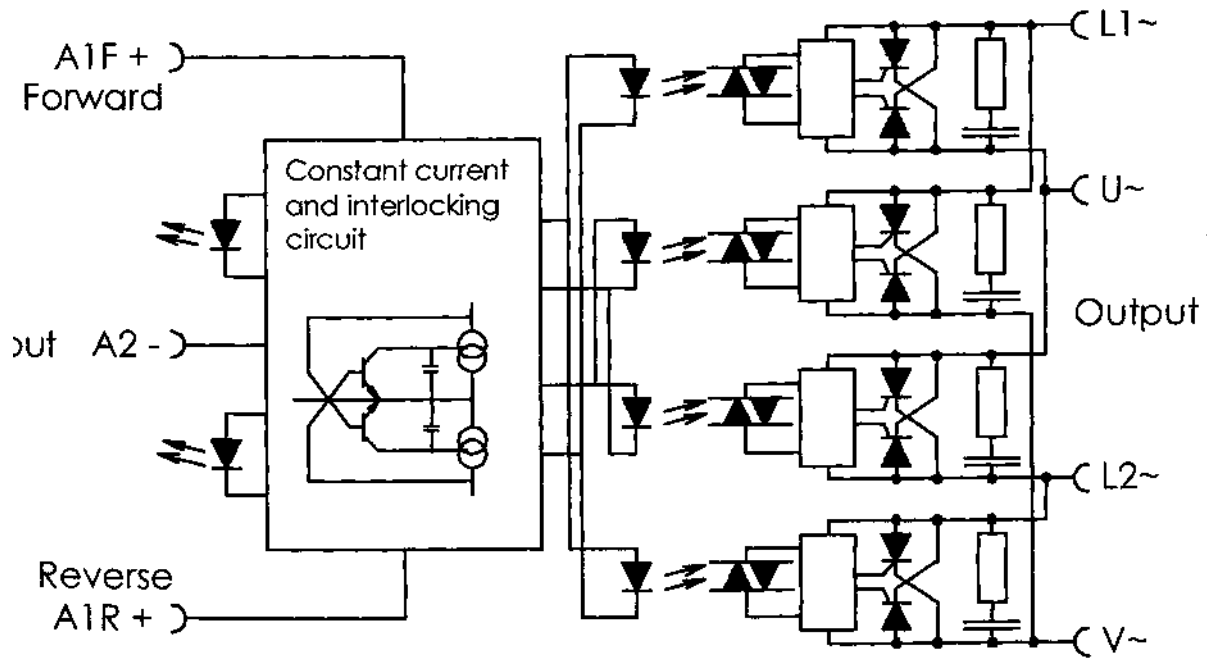 A1F +
Forward
Constant current
and interlocking
circuit
A2 -
Reverse
A1R +
L1~
U~
Output
L2~
V~